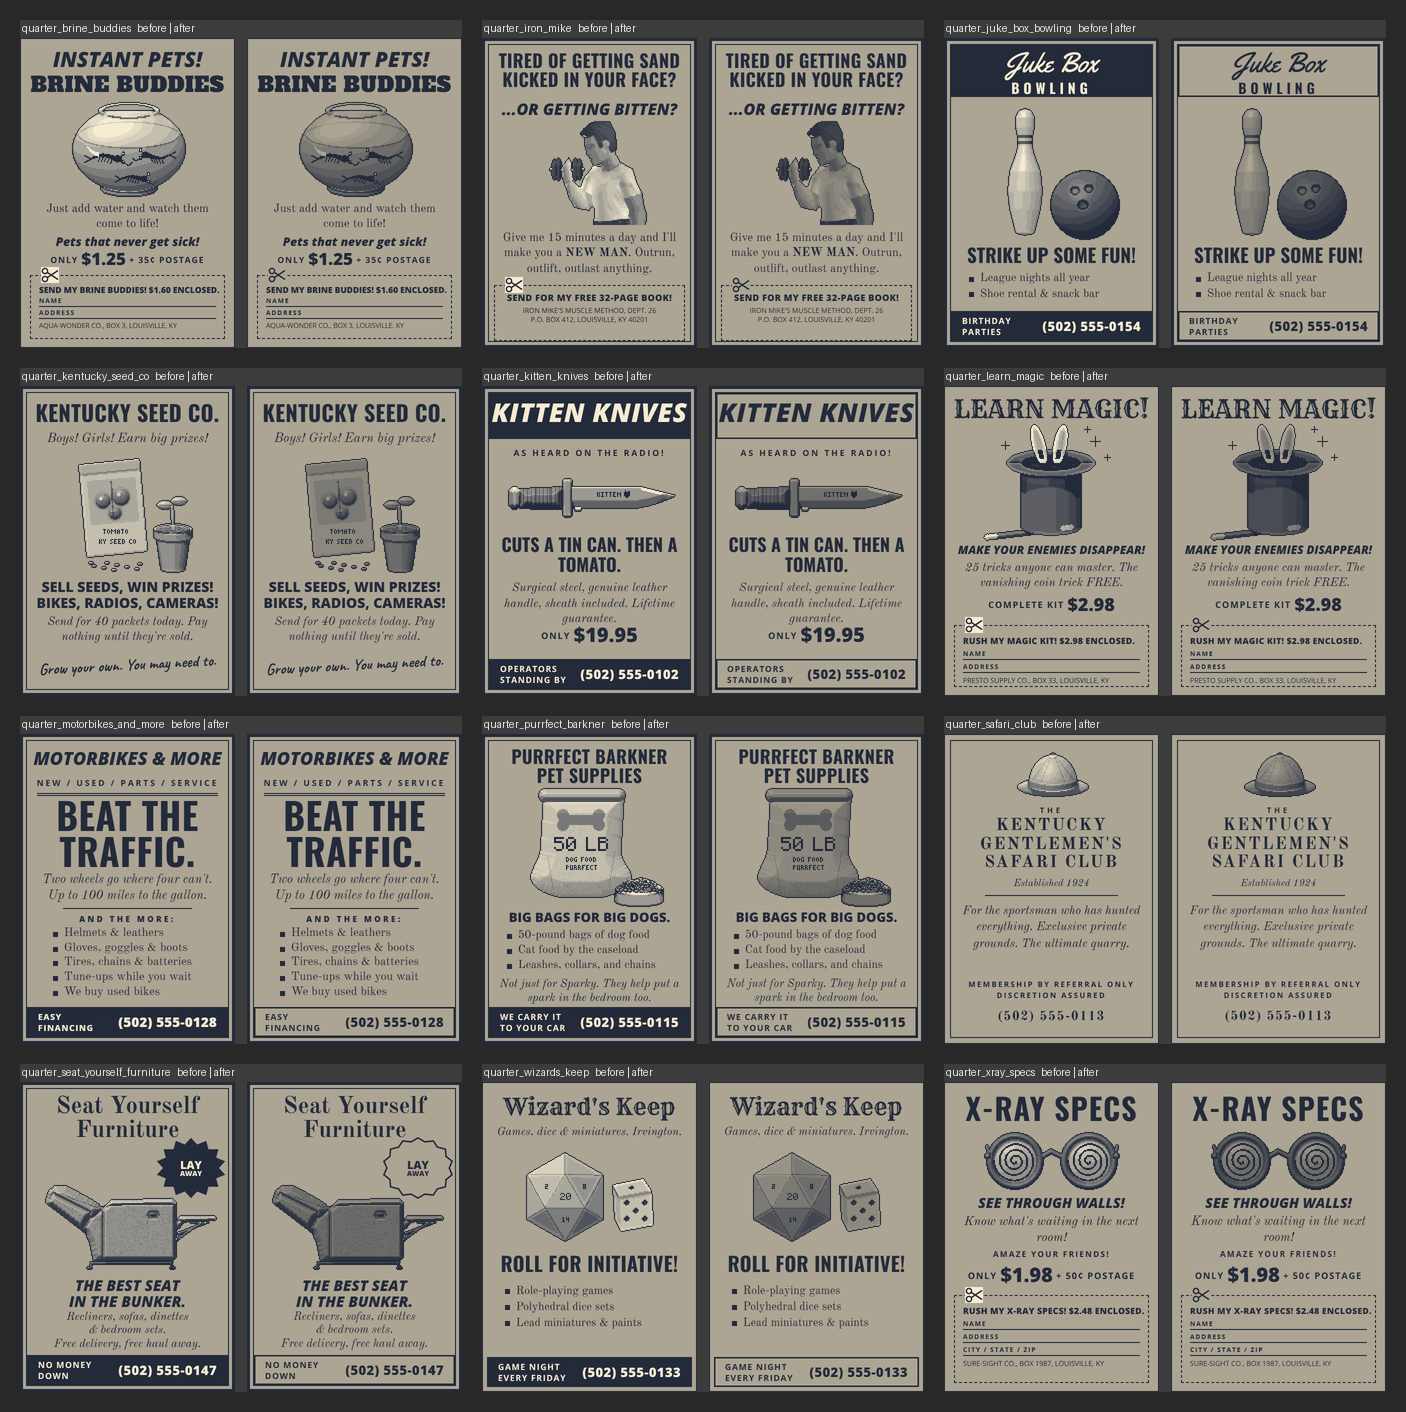 quarter_brine_buddies before | after
INSTANT PETS!
BRINE BUDDIES
Just add water and watch them
come to life!
Pets that never get sick!
ONLY $1.25 + 35¢ POSTAGE
SEND MY BRINE BUDDIES! $1.60 ENCLOSED.
NAME
ADDRESS
AQUA-WONDER CO., BOX 3, LOUISVILLE, KY
INSTANT PETS!
BRINE BUDDIES
Just add water and watch them
come to life!
Pets that never get sick!
ONLY $1.25 + 35¢ POSTAGE
SEND MY BRINE BUDDIES! $1.60 ENCLOSED.
NAME
ADDRESS
AQUA-WONDER CO., BOX 3, LOUISVILLE, KY
quarter_iron_mike before | after
TIRED OF GETTING SAND
KICKED IN YOUR FACE?
...OR GETTING BITTEN?
Give me 15 minutes a day and I'll
make you a NEW MAN. Outrun,
outlift, outlast anything.
SEND FOR MY FREE 32-PAGE BOOK!
IRON MIKE'S MUSCLE METHOD, DEPT. 26
P.O. BOX 412, LOUISVILLE, KY 40201
TIRED OF GETTING SAND
KICKED IN YOUR FACE?
...OR GETTING BITTEN?
Give me 15 minutes a day and I'll
make you a NEW MAN. Outrun,
outlift, outlast anything.
SEND FOR MY FREE 32-PAGE BOOK!
IRON MIKE'S MUSCLE METHOD, DEPT. 26
P.O. BOX 412, LOUISVILLE, KY 40201
quarter_juke_box_bowling before | after
Juke Box
BOWLING
STRIKE UP SOME FUN!
League nights all year
Shoe rental & snack bar
BIRTHDAY
PARTIES
(502) 555-0154
Juke Box
BOWLING
STRIKE UP SOME FUN!
League nights all year
Shoe rental & snack bar
BIRTHDAY
PARTIES
(502) 555-0154
quarter_kentucky_seed_co before | after
KENTUCKY SEED CO.
Boys! Girls! Earn big prizes!
TOMATO
KY SEED CO
SELL SEEDS, WIN PRIZES!
BIKES, RADIOS, CAMERAS!
Send for 40 packets today. Pay
nothing until they're sold.
Grow your own. You may need to.
KENTUCKY SEED CO.
Boys! Girls! Earn big prizes!
TOMATO
KY SEED CO
SELL SEEDS, WIN PRIZES!
BIKES, RADIOS, CAMERAS!
Send for 40 packets today. Pay
nothing until they're sold.
Grow your own. You may need to.
quarter_kitten_knives before | after
KITTEN KNIVES
AS HEARD ON THE RADIO!
KITTEN
CUTS A TIN CAN. THEN A
TOMATO.
Surgical steel, genuine leather
handle, sheath included. Lifetime
guarantee.
ONLY $19.95
OPERATORS
STANDING BY
(502) 555-0102
KITTEN KNIVES
AS HEARD ON THE RADIO!
KITTEN
CUTS A TIN CAN. THEN A
TOMATO.
Surgical steel, genuine leather
handle, sheath included. Lifetime
guarantee.
ONLY $19.95
OPERATORS
STANDING BY
(502) 555-0102
quarter_learn_magic before | after
LEARN MAGIC!
MAKE YOUR ENEMIES DISAPPEAR!
25 tricks anyone can master. The
vanishing coin trick FREE.
COMPLETE KIT $2.98
RUSH MY MAGIC KIT! $2.98 ENCLOSED.
NAME
ADDRESS
PRESTO SUPPLY CO., BOX 33, LOUISVILLE, KY
LEARN MAGIC!
MAKE YOUR ENEMIES DISAPPEAR!
25 tricks anyone can master. The
vanishing coin trick FREE.
COMPLETE KIT $2.98
RUSH MY MAGIC KIT! $2.98 ENCLOSED.
NAME
ADDRESS
PRESTO SUPPLY CO., BOX 33, LOUISVILLE, KY
quarter_motorbikes_and_more before | after
MOTORBIKES & MORE
NEW / USED / PARTS / SERVICE
BEAT THE
TRAFFIC.
Two wheels go where four can't.
Up to 100 miles to the gallon.
AND THE MORE:
Helmets & leathers
Gloves, goggles & boots
Tires, chains & batteries
Tune-ups while you wait
We buy used bikes
EASY
FINANCING
(502) 555-0128
MOTORBIKES & MORE
NEW / USED / PARTS / SERVICE
BEAT THE
TRAFFIC.
Two wheels go where four can't.
Up to 100 miles to the gallon.
AND THE MORE:
Helmets & leathers
Gloves, goggles & boots
Tires, chains & batteries
Tune-ups while you wait
We buy used bikes
EASY
FINANCING
(502) 555-0128
quarter_purrfect_barkner before | after
PURRFECT BARKNER
PET SUPPLIES
50 LB
DOG FOOD
PURRFECT
BIG BAGS FOR BIG DOGS.
50-pound bags of dog food
Cat food by the caseload
Leashes, collars, and chains
Not just for Sparky. They help put a
spark in the bedroom too.
WE CARRY IT
TO YOUR CAR
(502) 555-0115
PURRFECT BARKNER
PET SUPPLIES
50 LB
DOG FOOD
PURRFECT
BIG BAGS FOR BIG DOGS.
50-pound bags of dog food
Cat food by the caseload
Leashes, collars, and chains
Not just for Sparky. They help put a
spark in the bedroom too.
WE CARRY IT
TO YOUR CAR
(502) 555-0115
quarter_safari_club before | after
THE
KENTUCKY
GENTLEMEN'S
SAFARI CLUB
Established 1924
For the sportsman who has hunted
everything. Exclusive private
grounds. The ultimate quarry.
MEMBERSHIP BY REFERRAL ONLY
DISCRETION ASSURED
(502) 555-0113
THE
KENTUCKY
GENTLEMEN'S
SAFARI CLUB
Established 1924
For the sportsman who has hunted
everything. Exclusive private
grounds. The ultimate quarry.
MEMBERSHIP BY REFERRAL ONLY
DISCRETION ASSURED
(502) 555-0113
quarter_seat_yourself_furniture before | after
Seat Yourself
Furniture
LAY
AWAY
THE BEST SEAT
IN THE BUNKER.
Recliners, sofas, dinettes
& bedroom sets.
Free delivery, free haul away.
NO MONEY
DOWN
(502) 555-0147
Seat Yourself
Furniture
LAY
AWAY
THE BEST SEAT
IN THE BUNKER.
Recliners, sofas, dinettes
& bedroom sets.
Free delivery, free haul away.
NO MONEY
DOWN
(502) 555-0147
quarter_wizards_keep before | after
Wizard's Keep
Games, dice & miniatures. Irvington.
2 8
20
14
ROLL FOR INITIATIVE!
Role-playing games
Polyhedral dice sets
Lead miniatures & paints
GAME NIGHT
EVERY FRIDAY
(502) 555-0133
Wizard's Keep
Games, dice & miniatures. Irvington.
2 8
20
14
ROLL FOR INITIATIVE!
Role-playing games
Polyhedral dice sets
Lead miniatures & paints
GAME NIGHT
EVERY FRIDAY
(502) 555-0133
quarter_xray_specs before | after
X-RAY SPECS
SEE THROUGH WALLS!
Know what's waiting in the next
room!
AMAZE YOUR FRIENDS!
ONLY $1.98 + 50¢ POSTAGE
RUSH MY X-RAY SPECS! $2.48 ENCLOSED.
NAME
ADDRESS
CITY / STATE / ZIP
SURE-SIGHT CO., BOX 1987, LOUISVILLE, KY
X-RAY SPECS
SEE THROUGH WALLS!
Know what's waiting in the next
room!
AMAZE YOUR FRIENDS!
ONLY $1.98 + 50¢ POSTAGE
RUSH MY X-RAY SPECS! $2.48 ENCLOSED.
NAME
ADDRESS
CITY / STATE / ZIP
SURE-SIGHT CO., BOX 1987, LOUISVILLE, KY